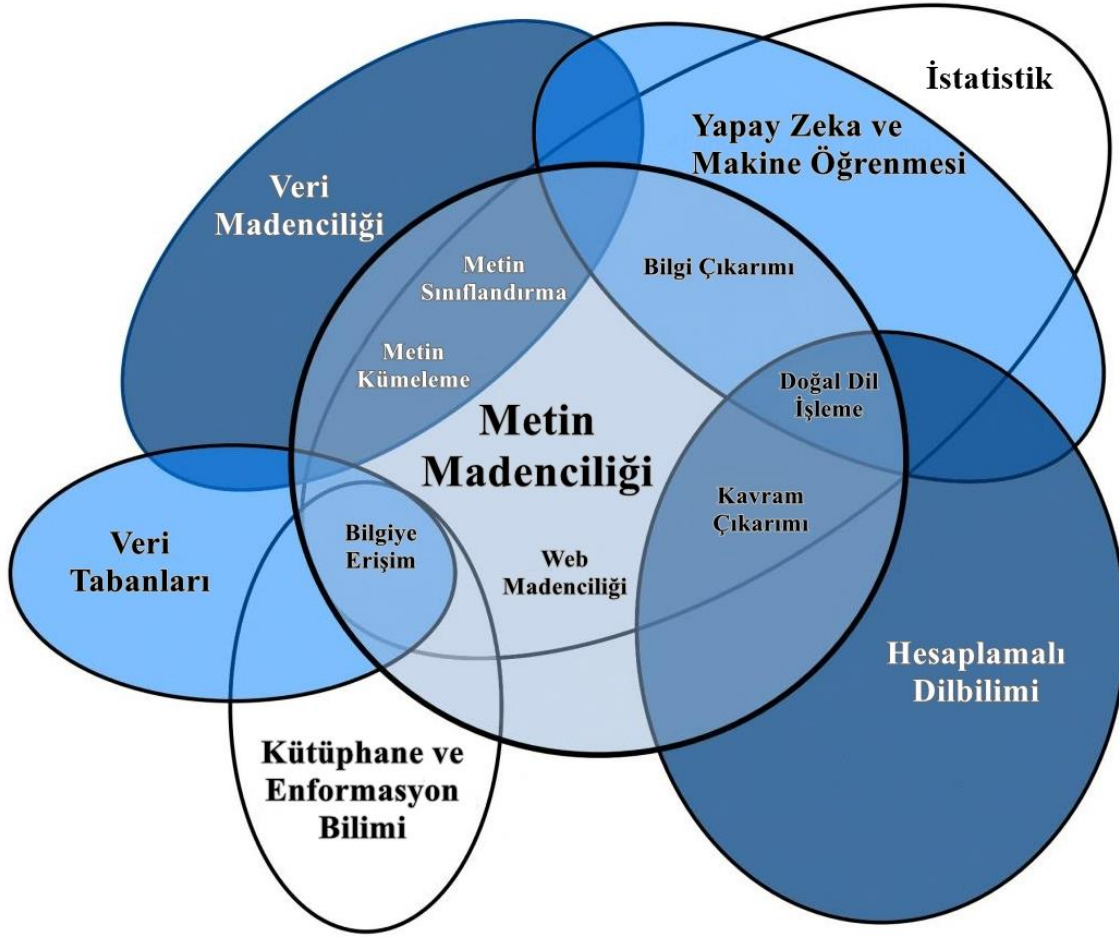 İstatistik
Yapay Zeka ve
Makine Öğrenmesi
Veri
Madenciliği
Metin
Sınıflandırma
Bilgi Çıkarımı
Metin
Kümeleme
Doğal Dil
İşleme
Metin
Madenciliği
Kavram
Çıkarımı
Bilgiye
Erişim
Veri
Tabanları
Web
Madenciliği
Hesaplamalı
Dilbilimi
Kütüphane ve
Enformasyon
Bilimi